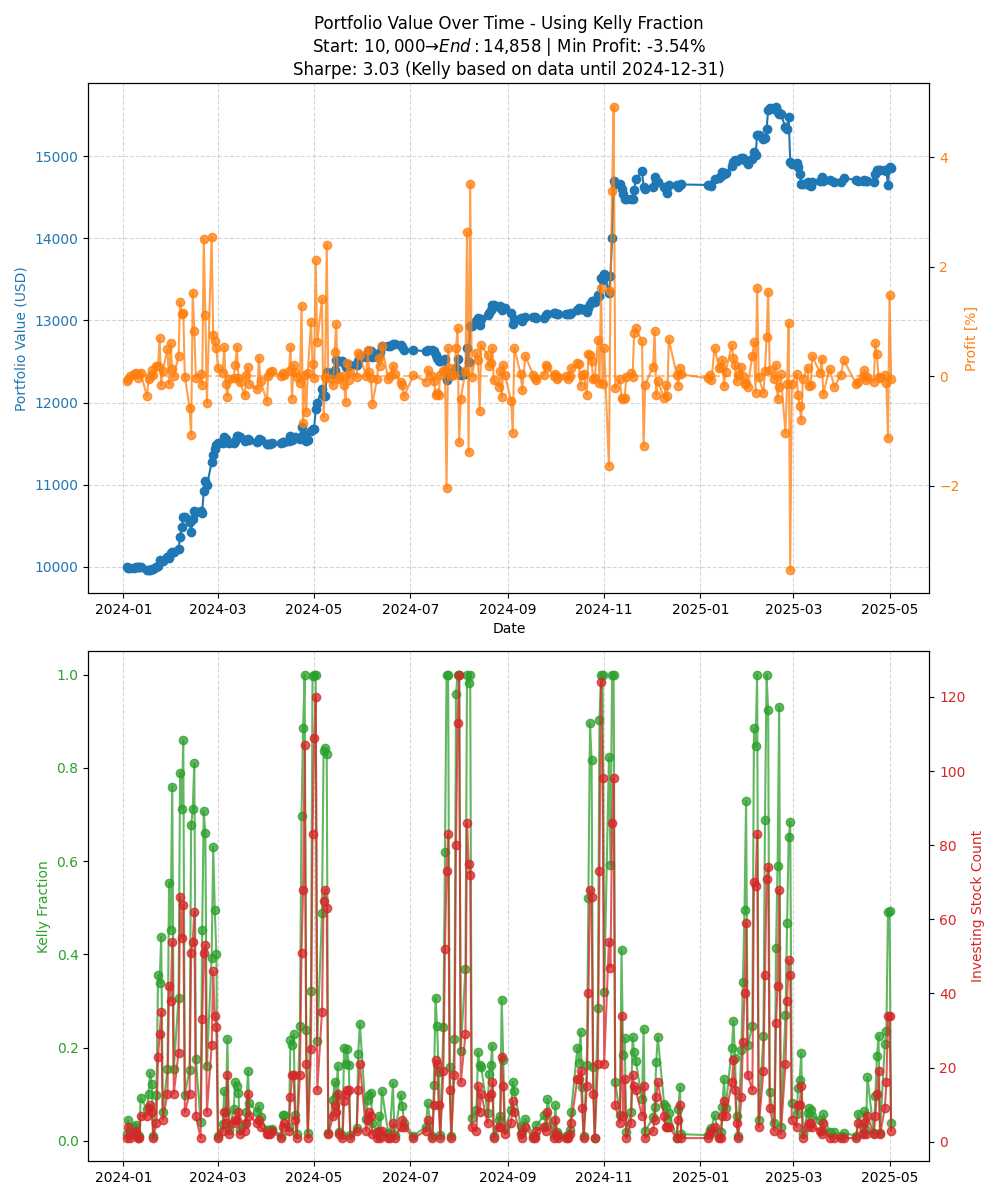 Portfolio Value Over Time - Using Kelly Fraction
Start: 10,000→End:14,858 | Min Profit: -3.54%
Sharpe: 3.03 (Kelly based on data until 2024-12-31)
Portfolio Value (USD)
15000
14000
13000
12000
11000
10000
4
2
0
−2
Profit [%]
2024-01 2024-03 2024-05 2024-07 2024-09 2024-11 2025-01 2025-03 2025-05
Date
Kelly Fraction
1.0
0.8
0.6
0.4
0.2
0.0
120
100
80
60
40
20
0
Investing Stock Count
2024-01 2024-03 2024-05 2024-07 2024-09 2024-11 2025-01 2025-03 2025-05